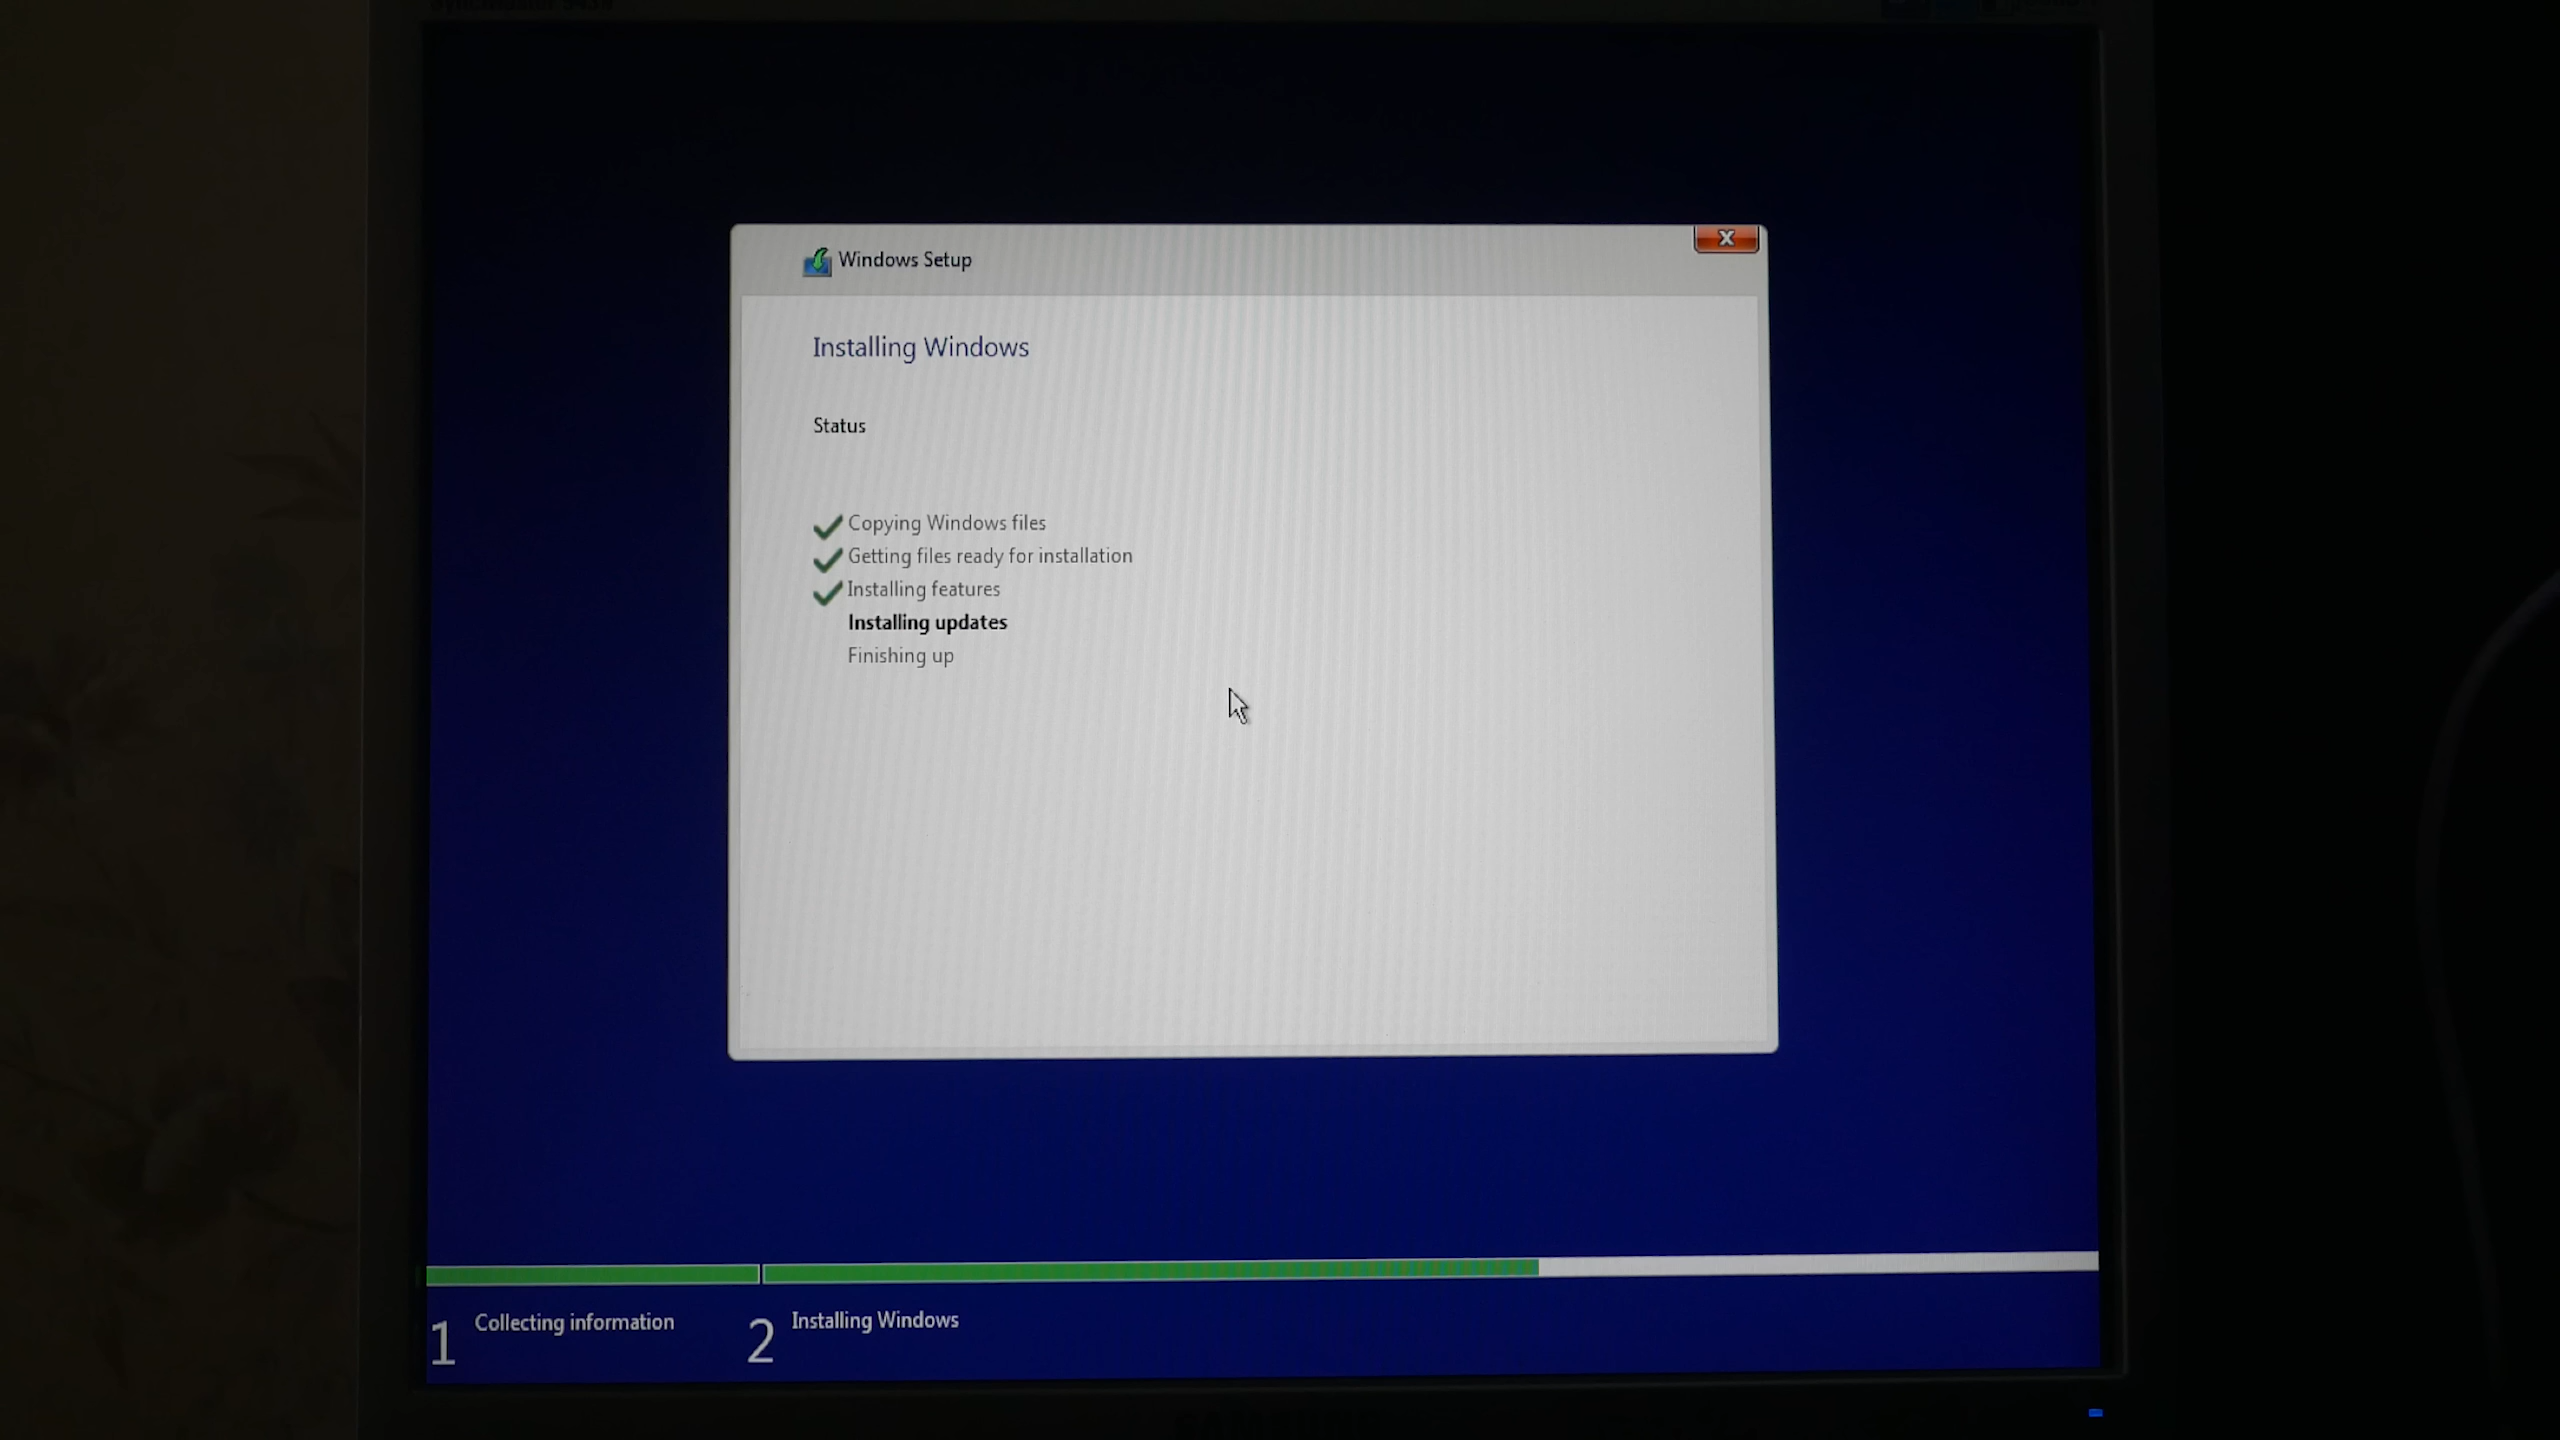 Windows Setup
Installing Windows
Status
Copying Windows files
Getting files ready for installation
Installing features
Installing updates
Finishing up
1 Collecting information
2 Installing Windows